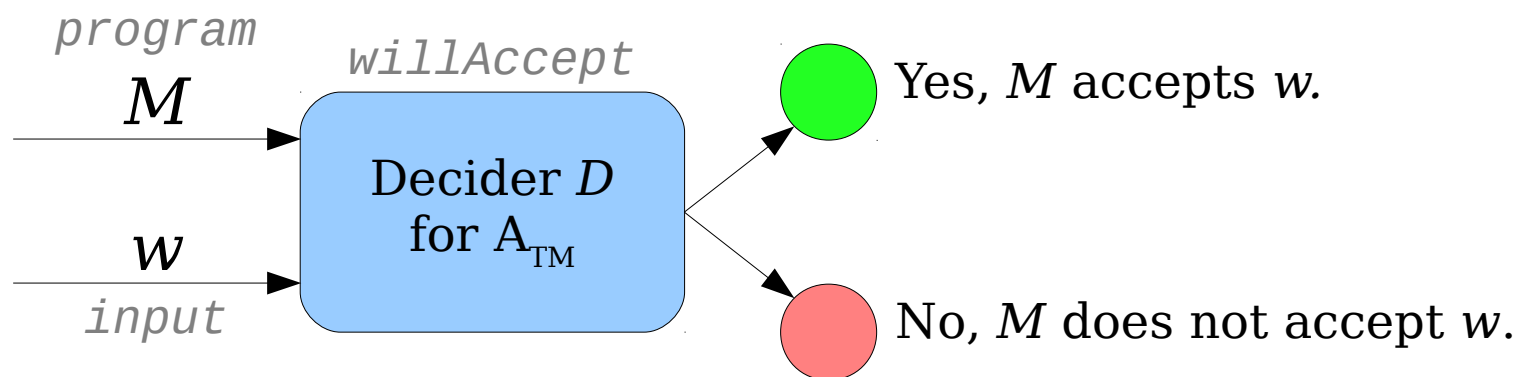 program
M
willAccept
Decider D
for A_TM
w
input
Yes, M accepts w.
No, M does not accept w.